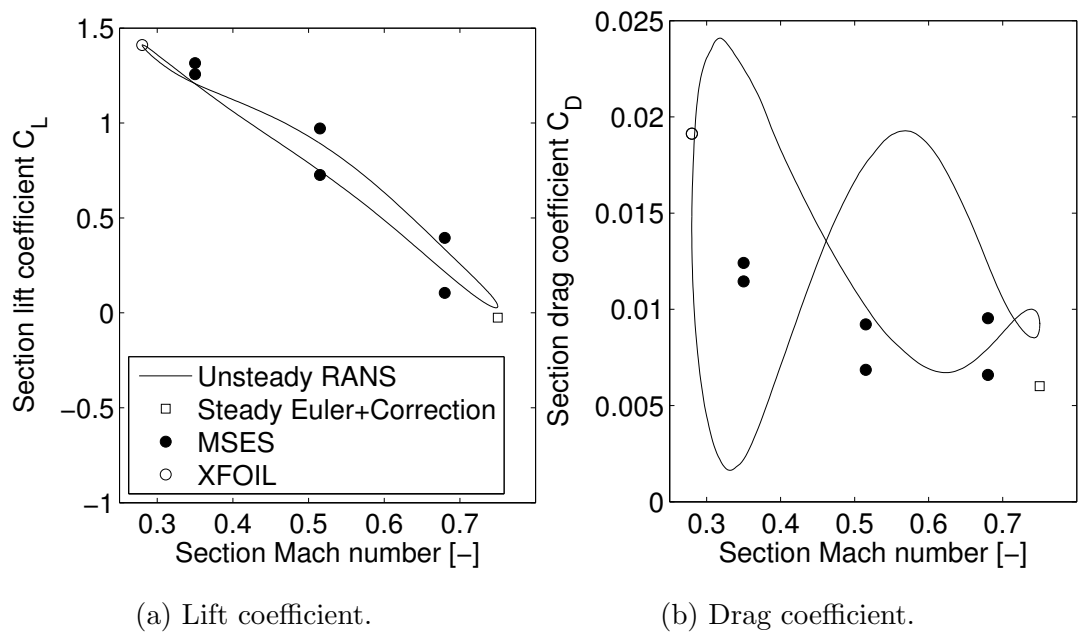 1.5
1
0.5
0
−0.5
−1
0.3 0.4 0.5 0.6 0.7
Section lift coefficient C_L
Section Mach number [−]
Unsteady RANS
Steady Euler+Correction
MSES
XFOIL
(a) Lift coefficient.
0.025
0.02
0.015
0.01
0.005
0
0.3 0.4 0.5 0.6 0.7
Section drag coefficient C_D
Section Mach number [−]
(b) Drag coefficient.